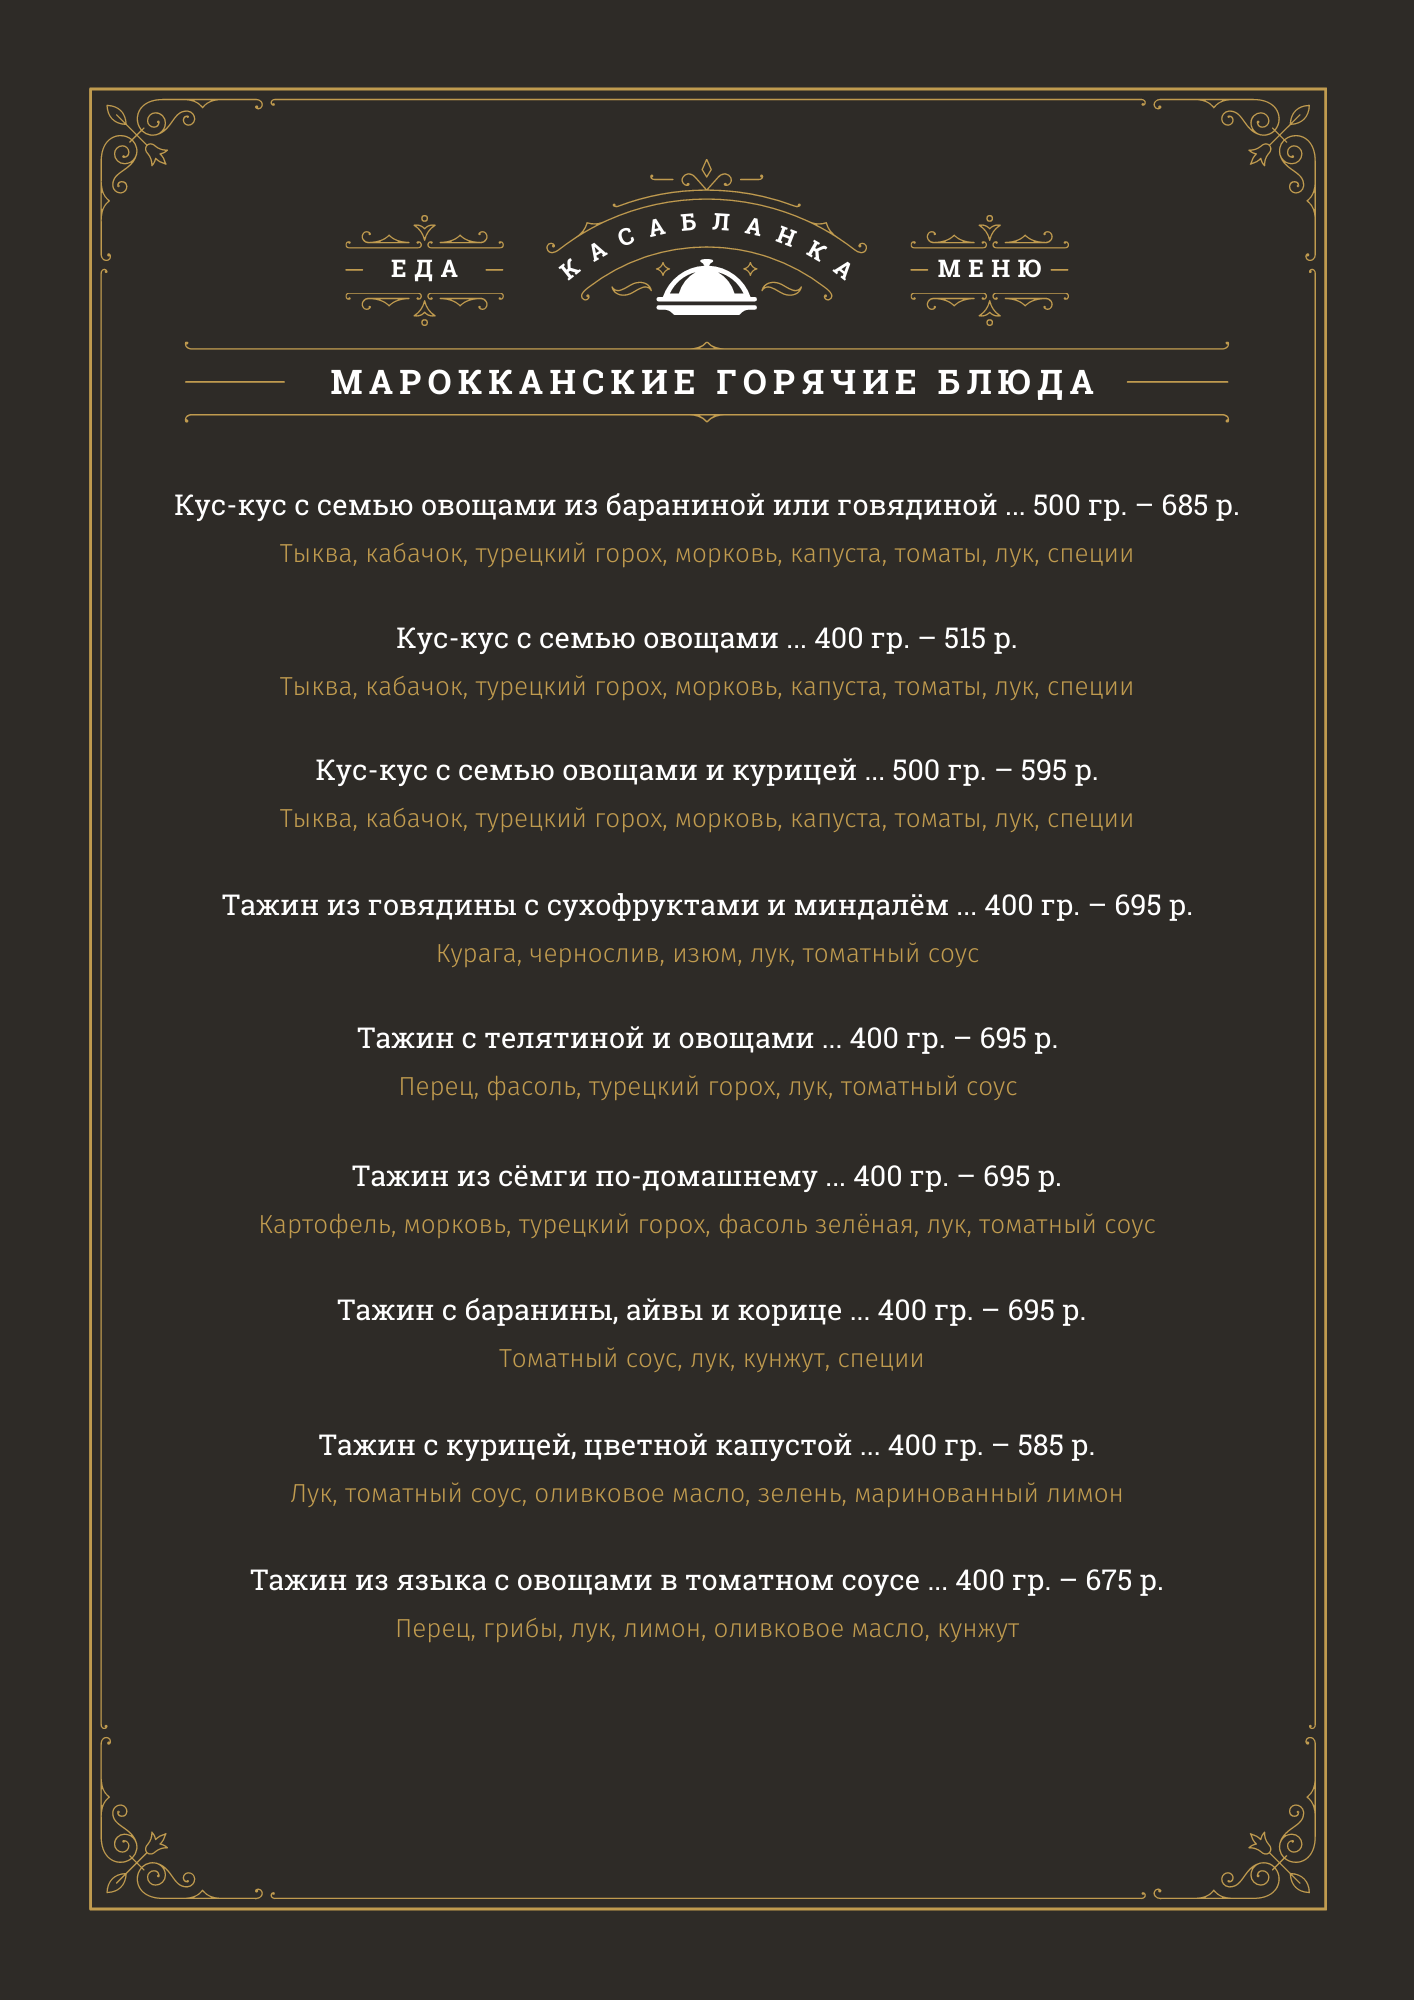 КАСАБЛАНКА
ЕДА
МЕНЮ
МАРОККАНСКИЕ ГОРЯЧИЕ БЛЮДА
Кус-кус с семью овощами из бараниной или говядиной ... 500 гр. – 685 р.
Тыква, кабачок, турецкий горох, морковь, капуста, томаты, лук, специи
Кус-кус с семью овощами ... 400 гр. – 515 р.
Тыква, кабачок, турецкий горох, морковь, капуста, томаты, лук, специи
Кус-кус с семью овощами и курицей ... 500 гр. – 595 р.
Тыква, кабачок, турецкий горох, морковь, капуста, томаты, лук, специи
Тажин из говядины с сухофруктами и миндалём ... 400 гр. – 695 р.
Курага, чернослив, изюм, лук, томатный соус
Тажин с телятиной и овощами ... 400 гр. – 695 р.
Перец, фасоль, турецкий горох, лук, томатный соус
Тажин из сёмги по-домашнему ... 400 гр. – 695 р.
Картофель, морковь, турецкий горох, фасоль зелёная, лук, томатный соус
Тажин с баранины, айвы и корице ... 400 гр. – 695 р.
Томатный соус, лук, кунжут, специи
Тажин с курицей, цветной капустой ... 400 гр. – 585 р.
Лук, томатный соус, оливковое масло, зелень, маринованный лимон
Тажин из языка с овощами в томатном соусе ... 400 гр. – 675 р.
Перец, грибы, лук, лимон, оливковое масло, кунжут